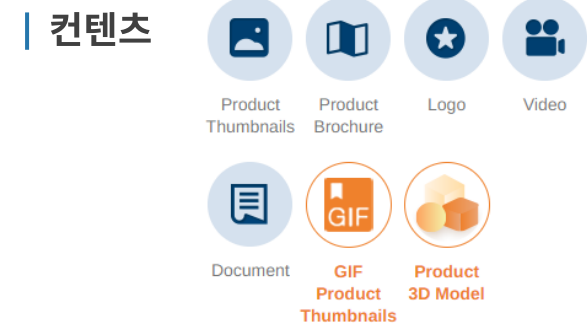 컨텐츠
Product Thumbnails
Product Brochure
Logo
Video
Document
GIF
GIF Product Thumbnails
Product 3D Model